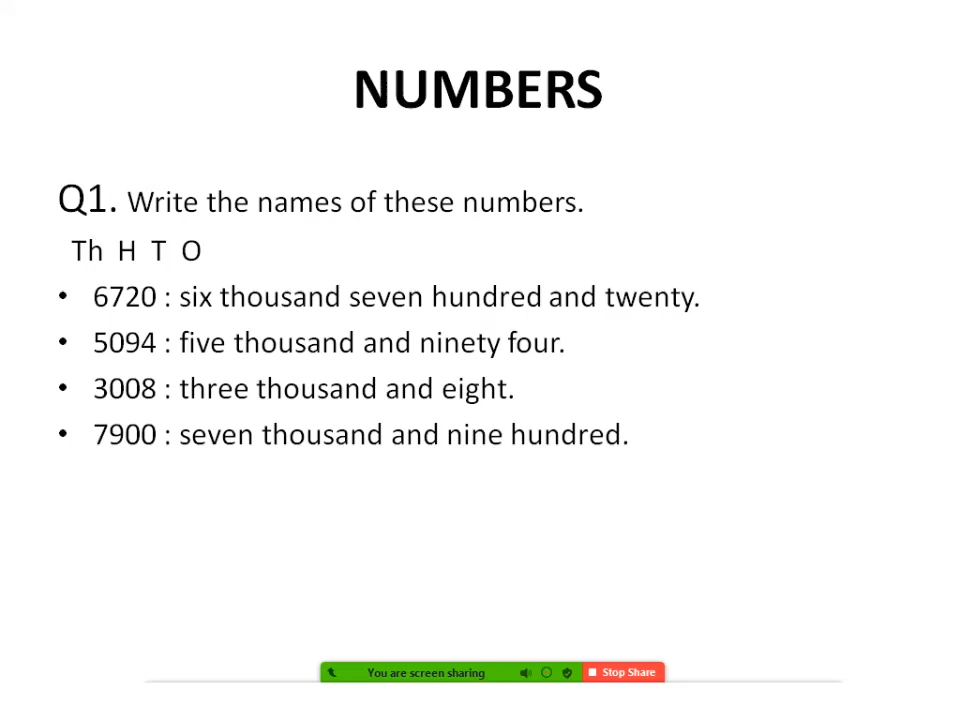 NUMBERS
Q1. Write the names of these numbers.
Th H T O
• 6720 : six thousand seven hundred and twenty.
• 5094 : five thousand and ninety four.
• 3008 : three thousand and eight.
• 7900 : seven thousand and nine hundred.
You are screen sharing Stop Share